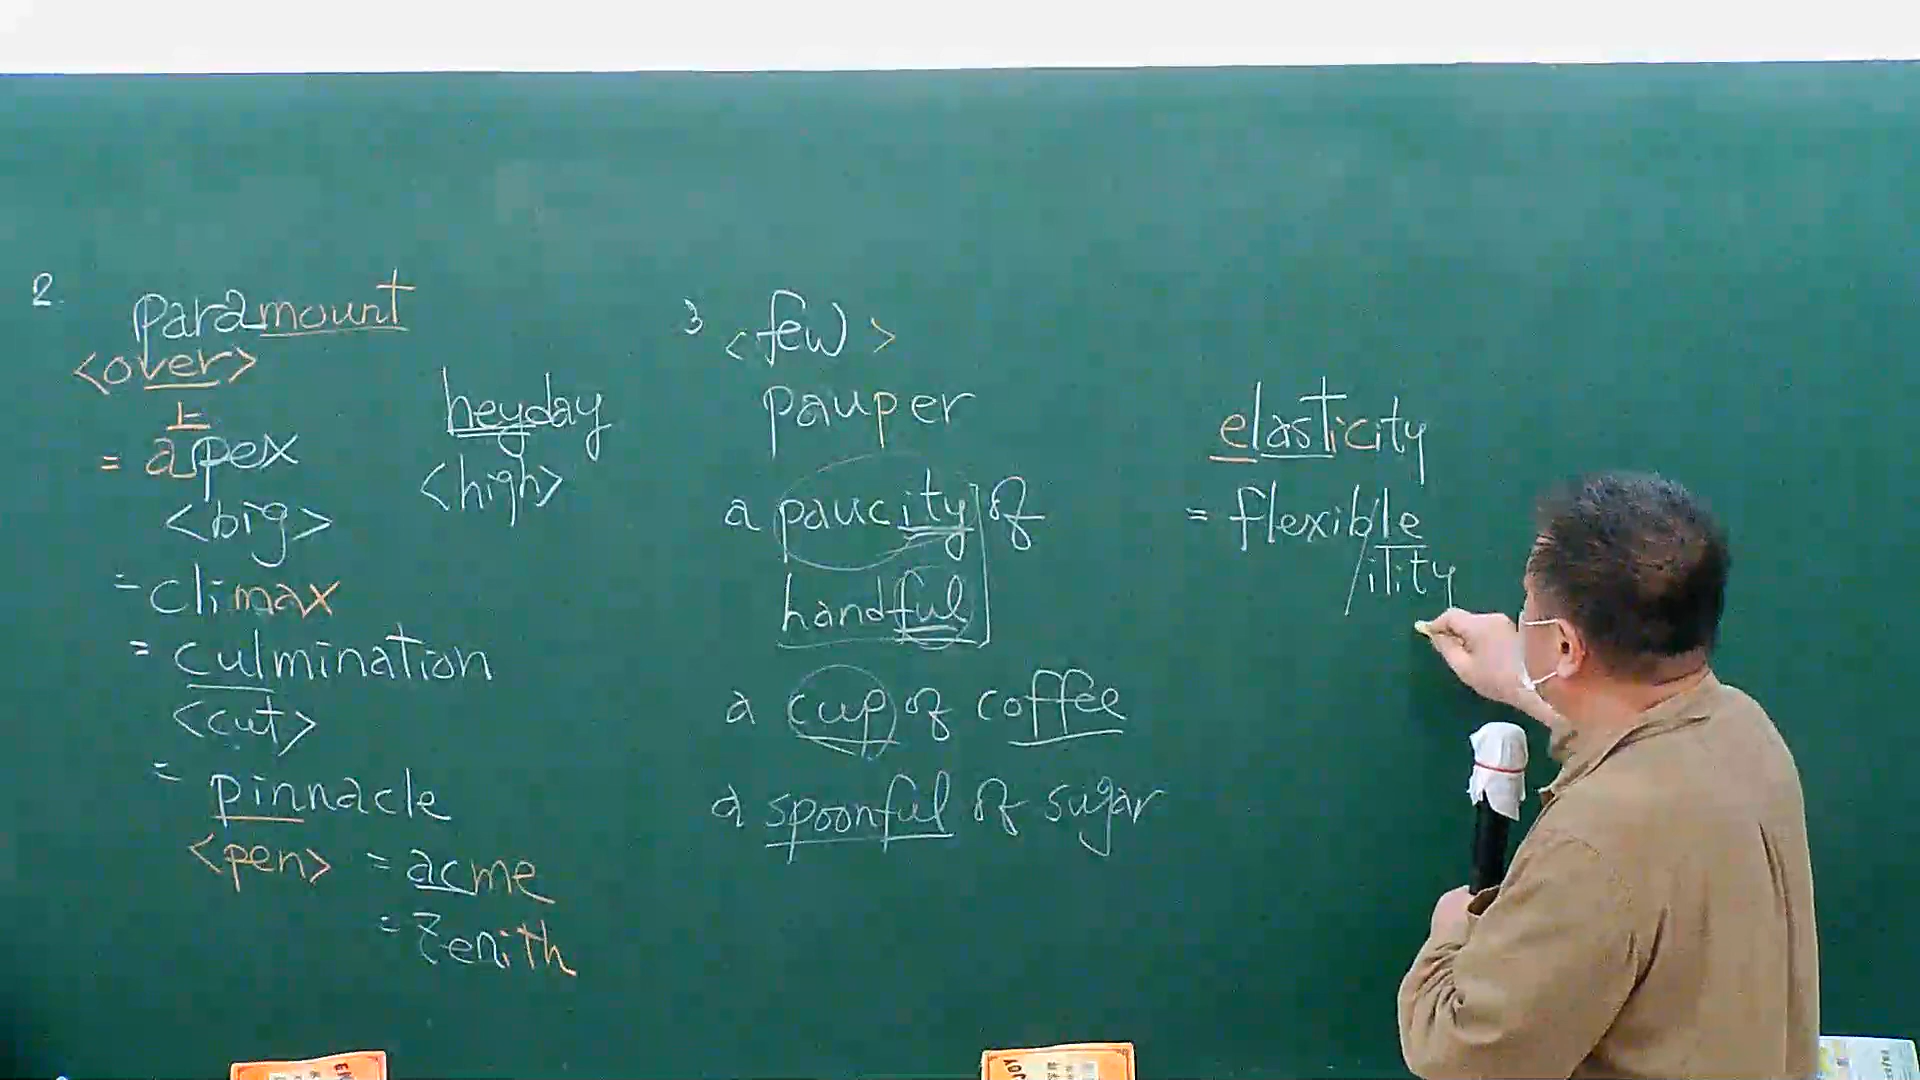 2.
paramount
<over>
上
= apex
<big>
= climax
= culmination
<cut>
= pinnacle
<pen> = acme
= Zenith
heyday
<high>
3 <few>
pauper
a paucity of
handful
a cup of coffee
a spoonful of sugar
elasticity
= flexible
ility
JOY